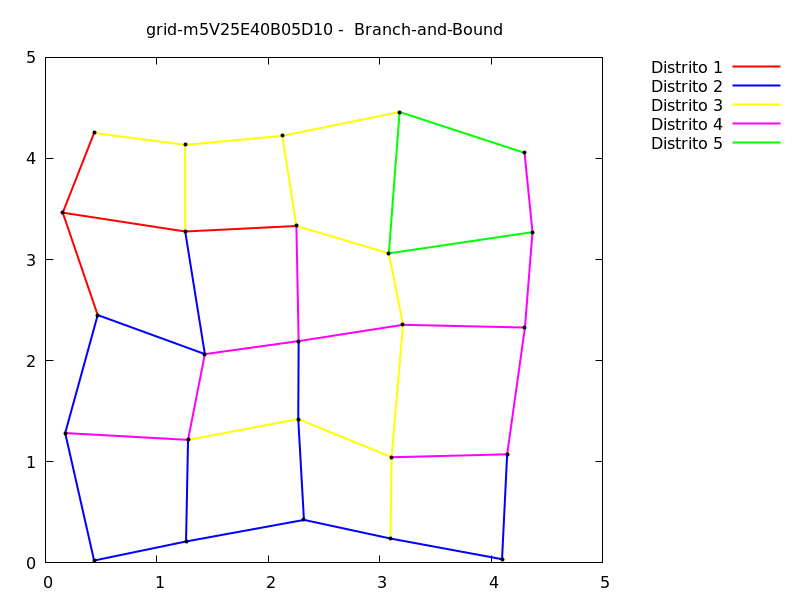 grid-m5V25E40B05D10 -  Branch-and-Bound
Distrito 1
Distrito 2
Distrito 3
Distrito 4
Distrito 5
5
4
3
2
1
0
0 1 2 3 4 5